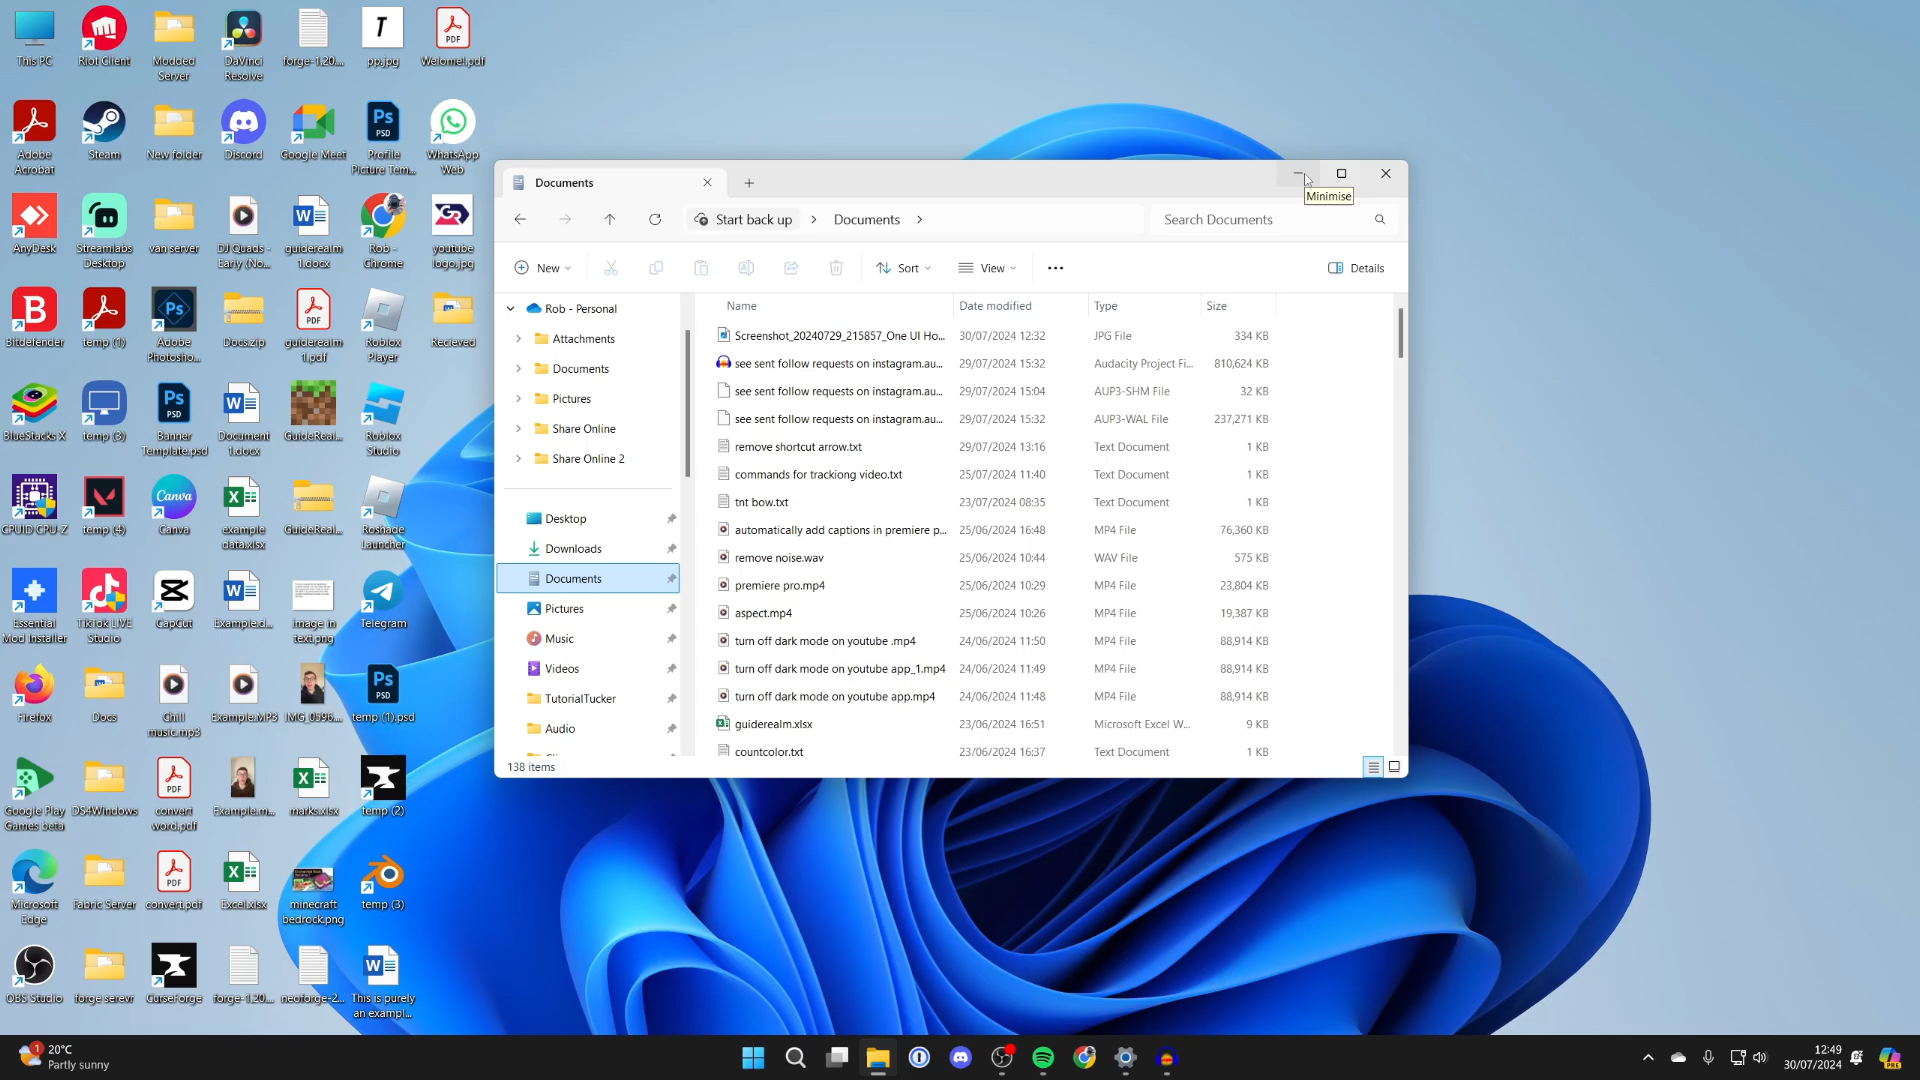 This PC
Riot Client
Modded
Server
DaVinci
Resolve
forge-1.20...
T
pp.jpg
PDF
Welome!.pdf
Adobe
Acrobat
Steam
New folder
Discord
Google Meet
Ps
PSD
Profile
Picture Tem...
WhatsApp
Web
AnyDesk
Streamlabs
Desktop
van server
DJ Quads -
Early (No...
guiderealm
1.docx
Rob -
Chrome
GR
youtube
logo.jpg
Bitdefender
temp (1)
Adobe
Photosho...
Docs.zip
PDF
guiderealm
1.pdf
Roblox
Player
Recieved
BlueStacks X
temp (3)
Ps
PSD
Banner
Template.psd
Document
1.docx
GuideReal...
Roblox
Studio
CPUID CPU-Z
temp (4)
Canva
Canva
example
data.xlsx
GuideReal...
Roshade
Launcher
Essential
Mod Installer
TikTok LIVE
Studio
CapCut
Example.d...
image in
text.png
Telegram
Firefox
Docs
Chill
music.mp3
Example.MP3
IMG_0596...
Ps
PSD
temp (1).psd
Google Play
Games beta
DS4Windows
PDF
convert
word.pdf
Example.m...
marks.xlsx
temp (2)
Microsoft
Edge
Fabric Server
PDF
convert.pdf
Excel.xlsx
minecraft
bedrock.png
temp (3)
OBS Studio
forge serevr
CurseForge
forge-1.20...
neoforge-2...
This is purely
an exampl...
Documents
Minimise
Start back up
Documents
Search Documents
New
Sort
View
Details
Rob - Personal
Attachments
Documents
Pictures
Share Online
Share Online 2
Desktop
Downloads
Documents
Pictures
Music
Videos
TutorialTucker
Audio
Name Date modified Type Size
Screenshot_20240729_215857_One UI Ho... 30/07/2024 12:32 JPG File 334 KB
see sent follow requests on instagram.au... 29/07/2024 15:32 Audacity Project Fi... 810,624 KB
see sent follow requests on instagram.au... 29/07/2024 15:04 AUP3-SHM File 32 KB
see sent follow requests on instagram.au... 29/07/2024 15:32 AUP3-WAL File 237,271 KB
remove shortcut arrow.txt 29/07/2024 13:16 Text Document 1 KB
commands for trackiong video.txt 25/07/2024 11:40 Text Document 1 KB
tnt bow.txt 23/07/2024 08:35 Text Document 1 KB
automatically add captions in premiere p... 25/06/2024 16:48 MP4 File 76,360 KB
remove noise.wav 25/06/2024 10:44 WAV File 575 KB
premiere pro.mp4 25/06/2024 10:29 MP4 File 23,804 KB
aspect.mp4 25/06/2024 10:26 MP4 File 19,387 KB
turn off dark mode on youtube .mp4 24/06/2024 11:50 MP4 File 88,914 KB
turn off dark mode on youtube app_1.mp4 24/06/2024 11:49 MP4 File 88,914 KB
turn off dark mode on youtube app.mp4 24/06/2024 11:48 MP4 File 88,914 KB
guiderealm.xlsx 23/06/2024 16:51 Microsoft Excel W... 9 KB
countcolor.txt 23/06/2024 16:37 Text Document 1 KB
138 items
1
20°C
Partly sunny
12:49
30/07/2024
PRE